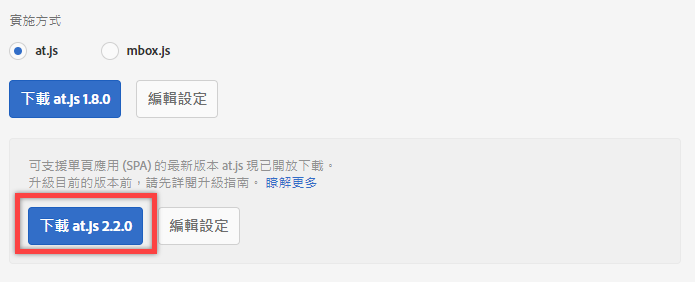 實施方式
at.js mbox.js
下載 at.js 1.8.0 編輯設定
可支援單頁應用 (SPA) 的最新版本 at.js 現已開放下載。
升級目前的版本前，請先詳閱升級指南。 瞭解更多
下載 at.js 2.2.0 編輯設定